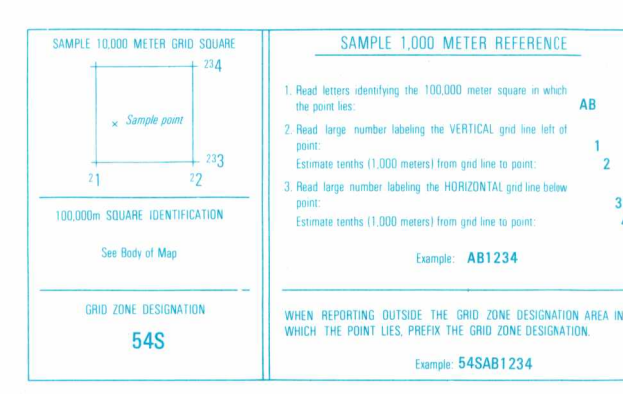 SAMPLE 10,000 METER GRID SQUARE
234
× Sample point
233
21 22
100,000m SQUARE IDENTIFICATION
See Body of Map
GRID ZONE DESIGNATION
54S
SAMPLE 1,000 METER REFERENCE
1. Read letters identifying the 100,000 meter square in which
the point lies: AB
2. Read large number labeling the VERTICAL grid line left of
point: 1
Estimate tenths (1,000 meters) from grid line to point: 2
3. Read large number labeling the HORIZONTAL grid line below
point: 3
Estimate tenths (1,000 meters) from grid line to point:
Example: AB1234
WHEN REPORTING OUTSIDE THE GRID ZONE DESIGNATION AREA IN
WHICH THE POINT LIES, PREFIX THE GRID ZONE DESIGNATION.
Example: 54SAB1234